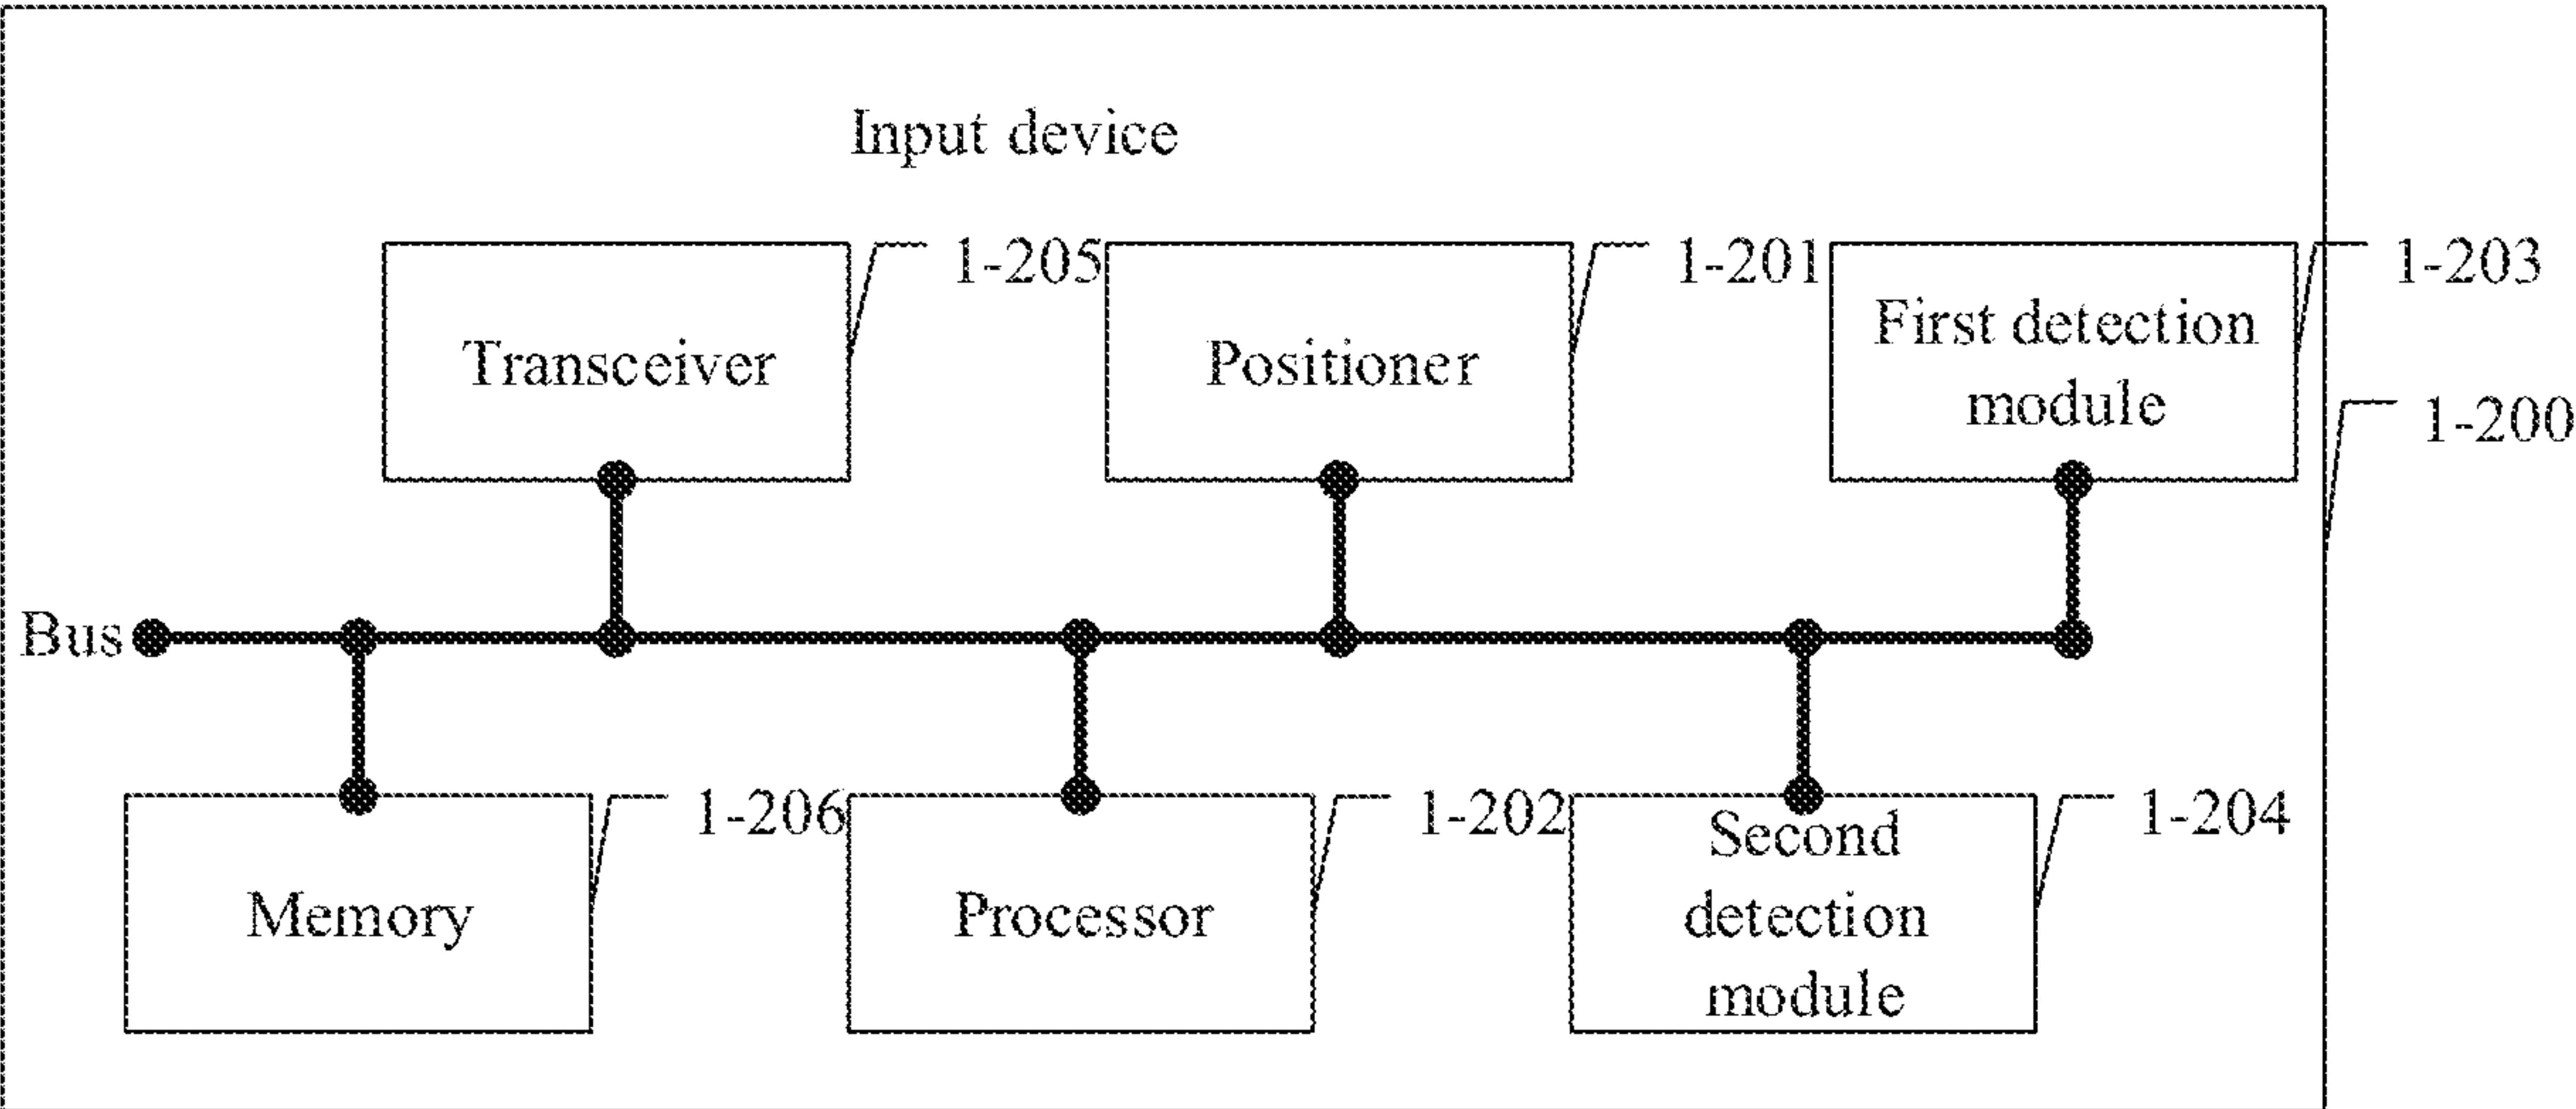 Input device
1-205
1-201
1-203
Transceiver
Positioner
First detection
module
1-200
Bus
1-206
1-202
1-204
Memory
Processor
Second
detection
module